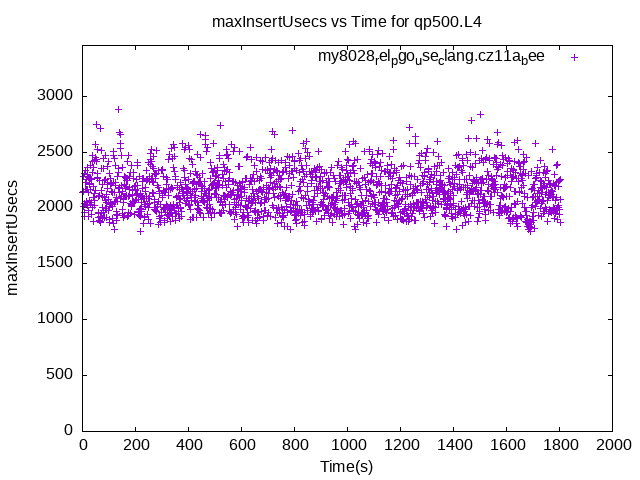 maxInsertUsecs vs Time for qp500.L4
my8028relpgouseclang.cz11abee
3000
2500
2000
1500
1000
500
0
maxInsertUsecs
0 200 400 600 800 1000 1200 1400 1600 1800 2000
Time(s)